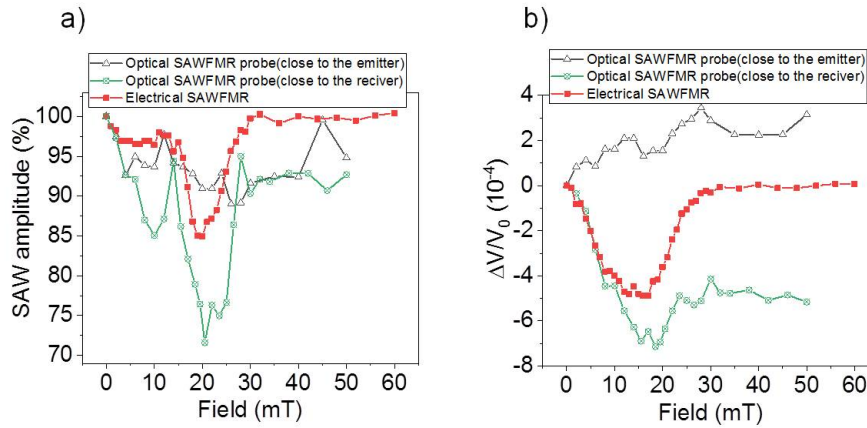 a)
Optical SAWFMR probe(close to the emitter)
Optical SAWFMR probe(close to the reciver)
Electrical SAWFMR
100
95
90
85
80
75
70
SAW amplitude (%)
0 10 20 30 40 50 60
Field (mT)
b)
Optical SAWFMR probe(close to the emitter)
Optical SAWFMR probe(close to the reciver)
Electrical SAWFMR
4
2
0
-2
-4
-6
-8
ΔV/V₀ (10⁻⁴)
0 10 20 30 40 50 60
Field (mT)